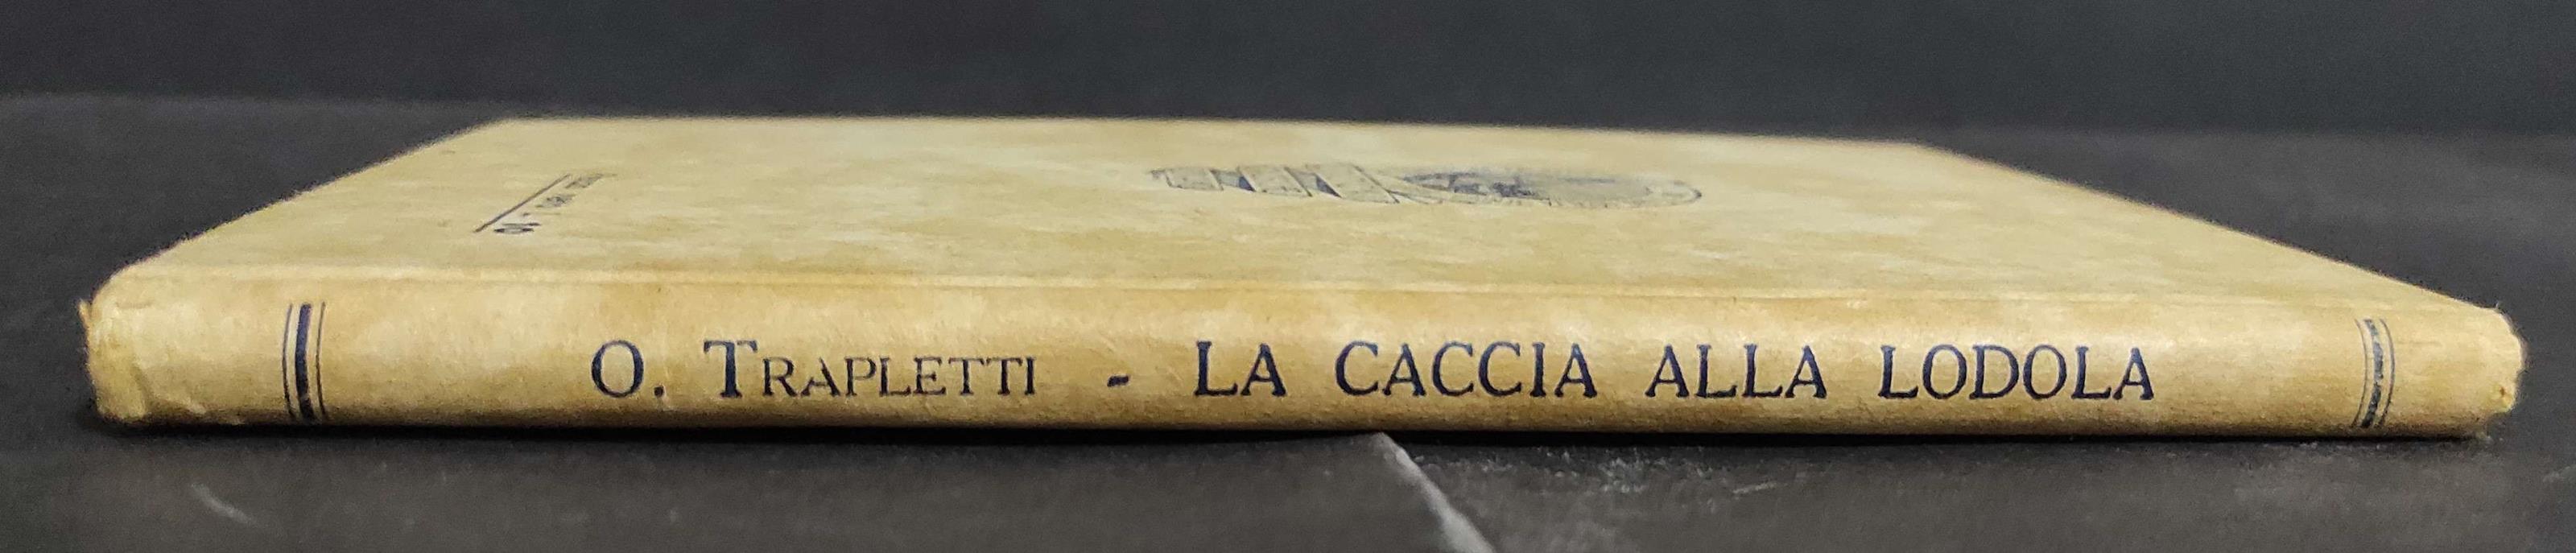 O. TRAPLETTI - LA CACCIA ALLA LODOLA